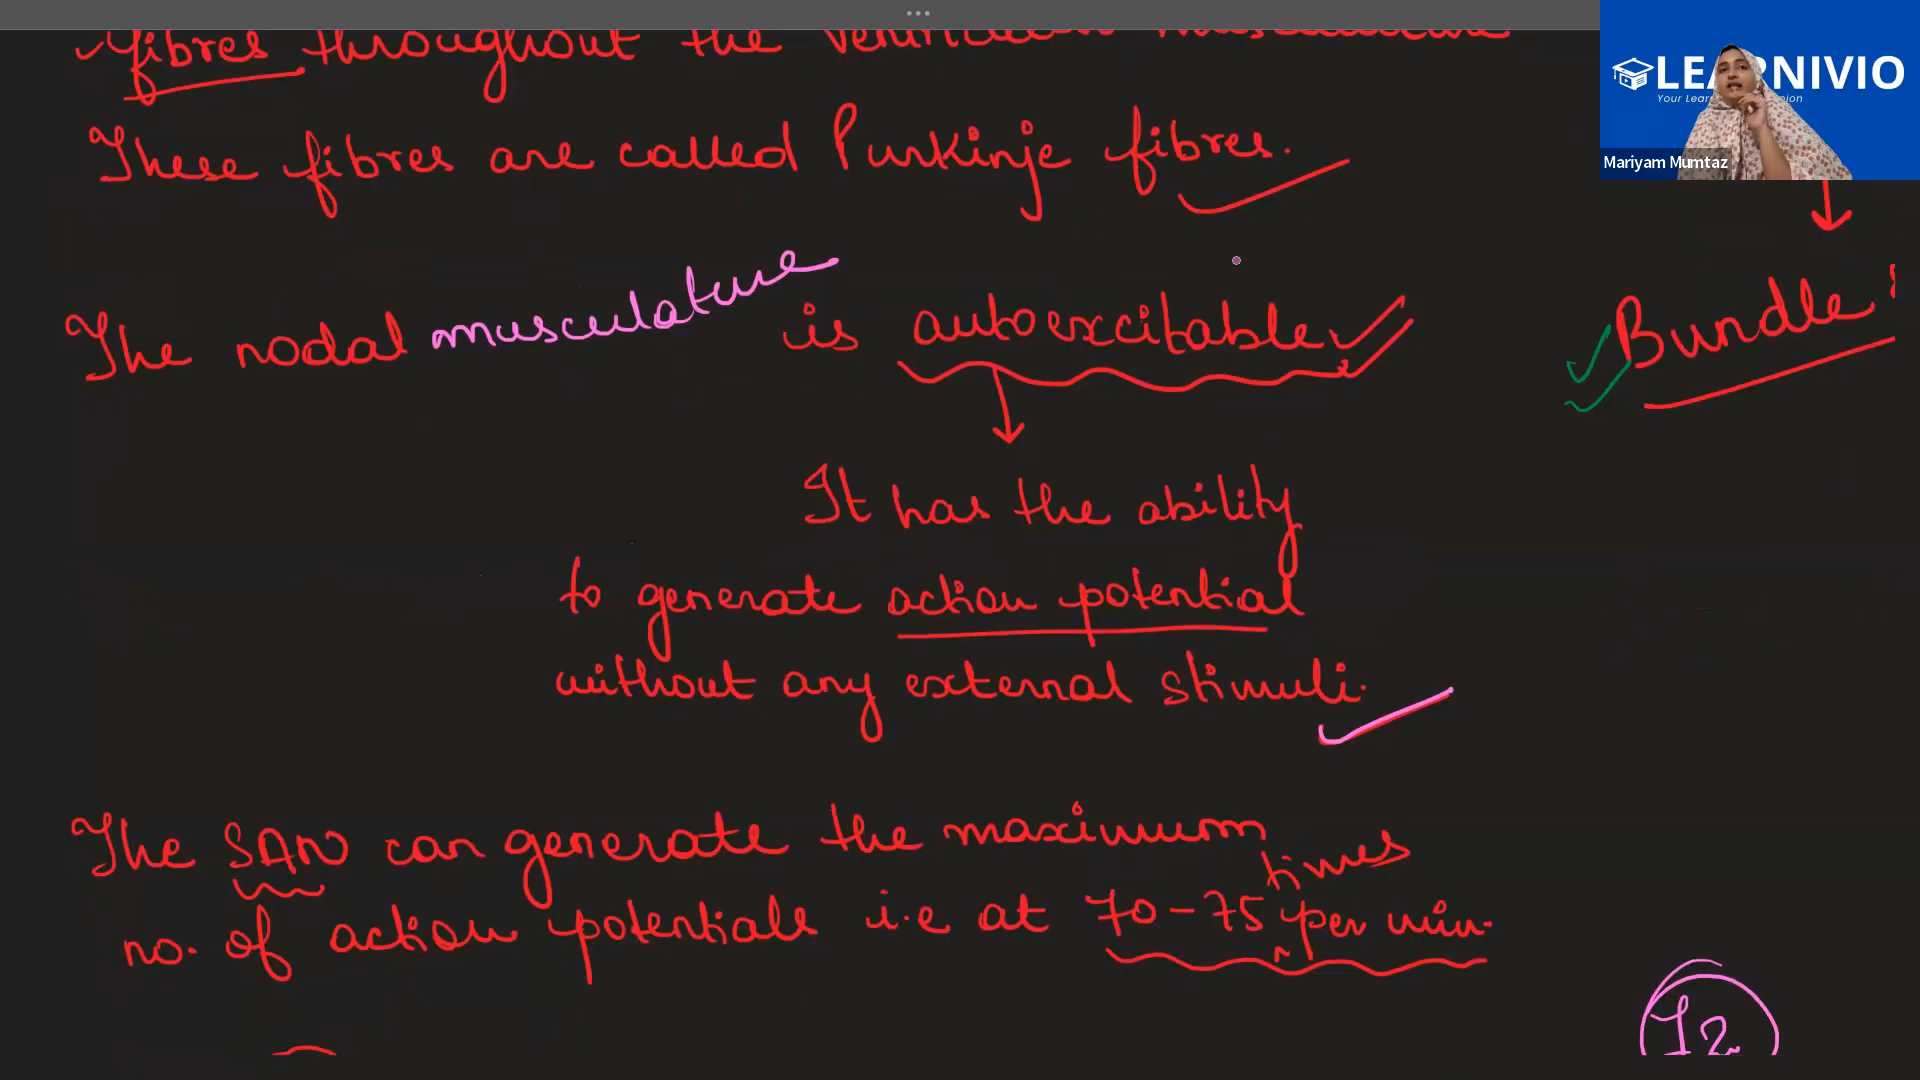 fibres throughout the ventricular musculature
These fibres are called Purkinje fibres.
The nodal musculature is autoexcitable
It has the ability
to generate action potential
without any external stimuli.
The SAN can generate the maximum
no. of action potentials i.e at 70-75 times per min.
Bundle
12
LEARNIVIO
Mariyam Mumtaz